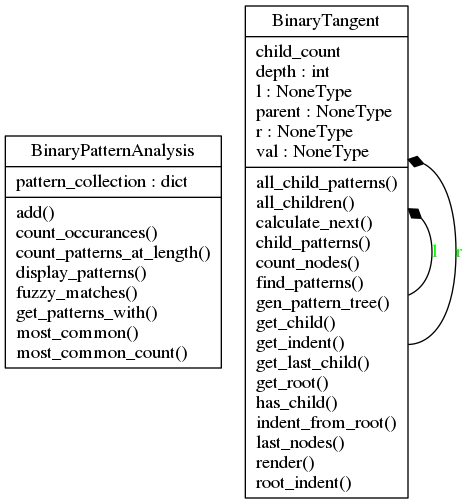 BinaryPatternAnalysis
pattern_collection : dict
add()
count_occurances()
count_patterns_at_length()
display_patterns()
fuzzy_matches()
get_patterns_with()
most_common()
most_common_count()
BinaryTangent
child_count
depth : int
l : NoneType
parent : NoneType
r : NoneType
val : NoneType
all_child_patterns()
all_children()
calculate_next()
child_patterns()
count_nodes()
find_patterns()
gen_pattern_tree()
get_child()
get_indent()
get_last_child()
get_root()
has_child()
indent_from_root()
last_nodes()
render()
root_indent()
l
r